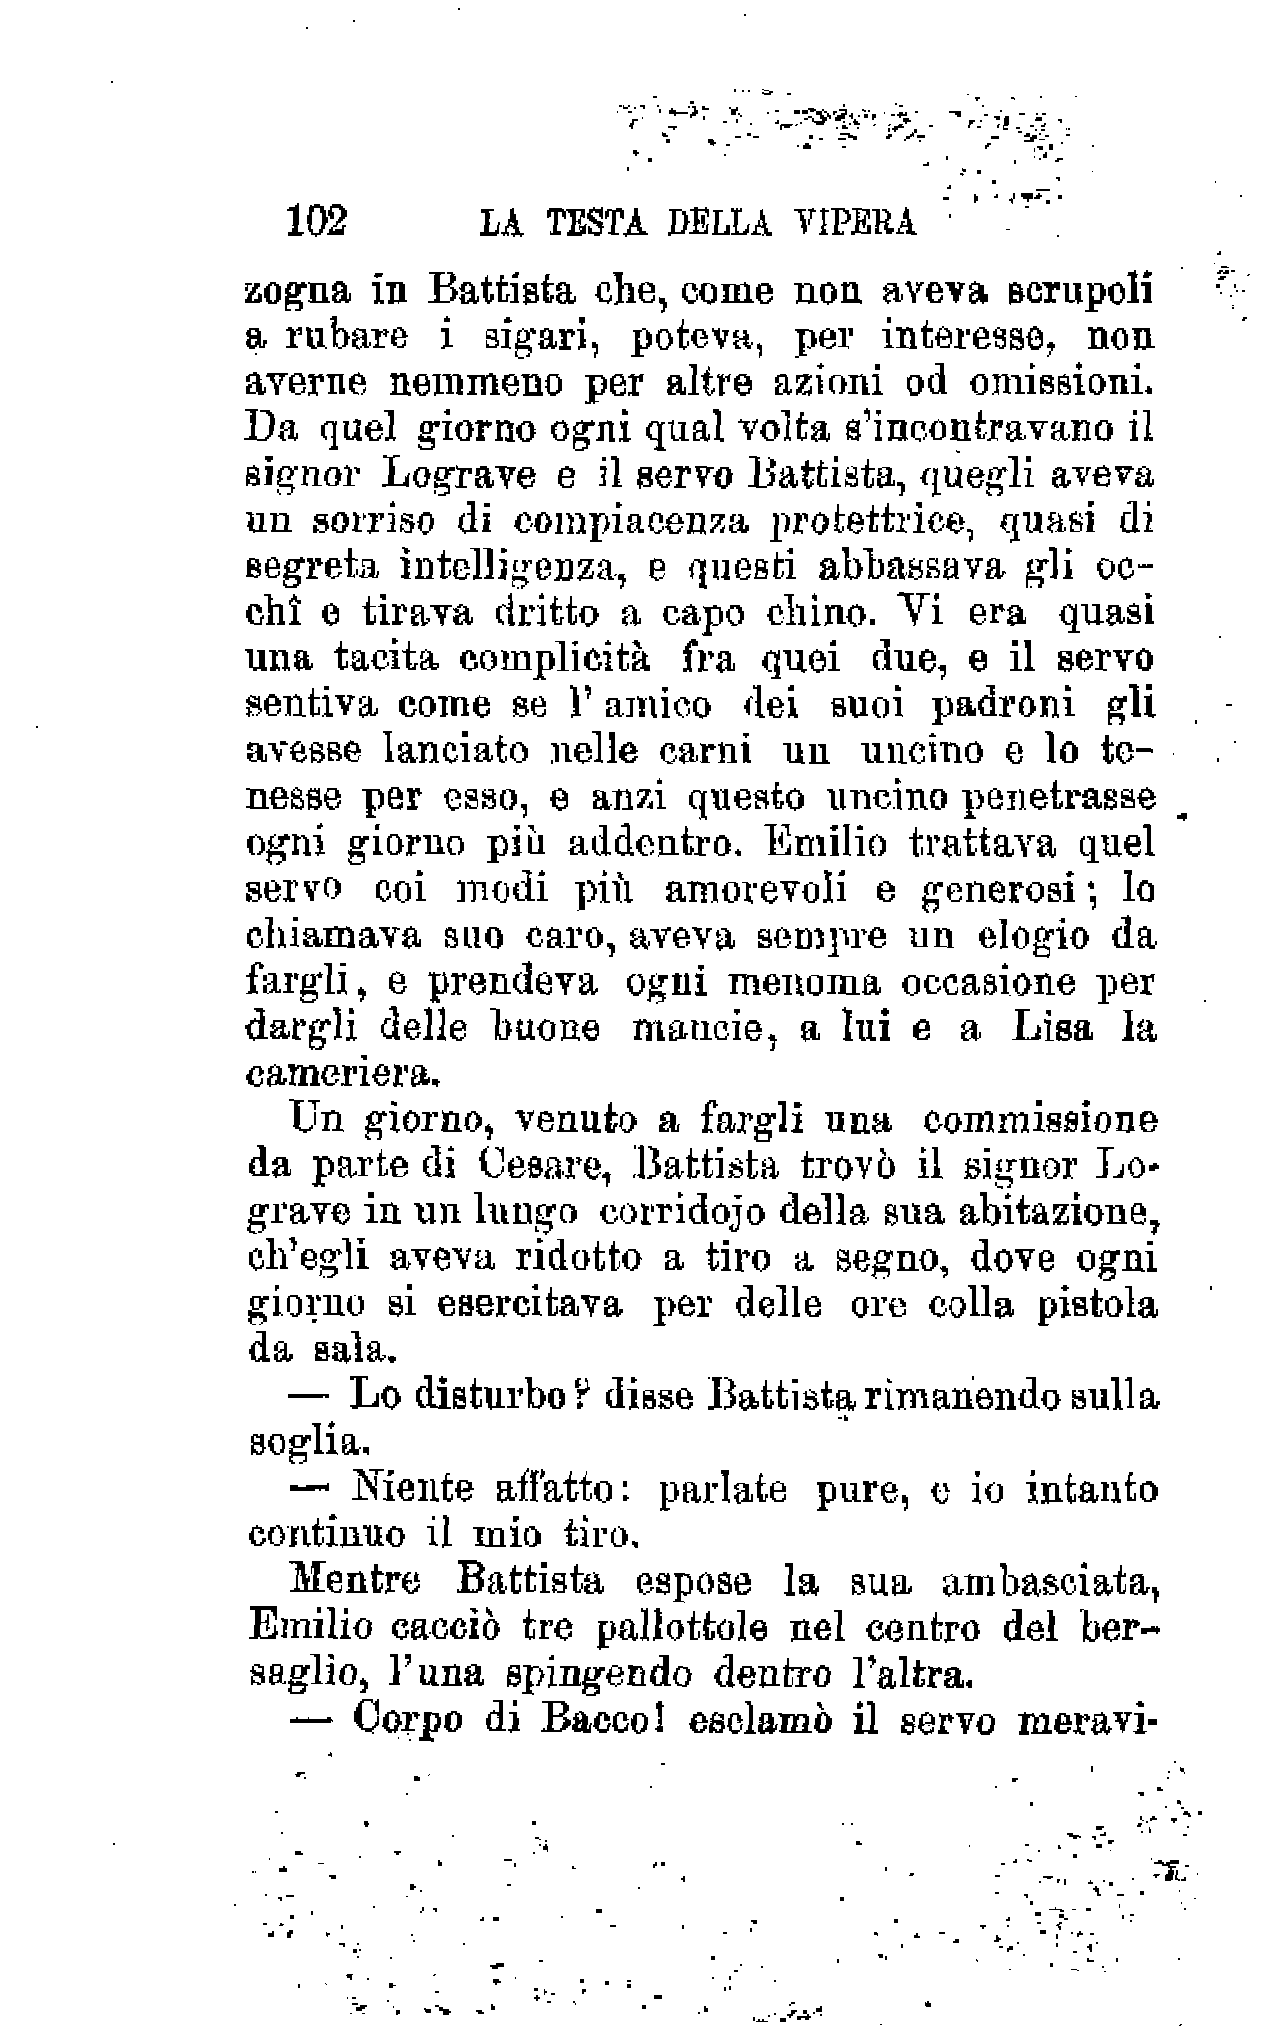 102 LA TESTA DELLA VIPERA
zogna in Battista che, come non aveva scrupoli
a rubare i sigari, poteva, per interesse, non
averne nemmeno per altre azioni od omissioni.
Da quel giorno ogni qual volta s'incontravano il
signor Lograve e il servo Battista, quegli aveva
un sorriso di compiacenza protettrice, quasi di
segreta intelligenza, e questi abbassava gli oc-
chi e tirava dritto a capo chino. Vi era quasi
una tacita complicità fra quei due, e il servo
sentiva come se l'amico dei suoi padroni gli
avesse lanciato nelle carni un uncino e lo te-
nesse per esso, e anzi questo uncino penetrasse
ogni giorno più addentro. Emilio trattava quel
servo coi modi più amorevoli e generosi; lo
chiamava suo caro, aveva sempre un elogio da
fargli, e prendeva ogni menoma occasione per
dargli delle buone mancie, a lui e a Lisa la
cameriera.
Un giorno, venuto a fargli una commissione
da parte di Cesare, Battista trovò il signor Lo-
grave in un lungo corridojo della sua abitazione,
ch'egli aveva ridotto a tiro a segno, dove ogni
giorno si esercitava per delle ore colla pistola
da sala.
— Lo disturbo? disse Battista rimanendo sulla
soglia.
— Niente affatto: parlate pure, e io intanto
continuo il mio tiro.
Mentre Battista espose la sua ambasciata,
Emilio cacciò tre pallottole nel centro del ber-
saglio, l'una spingendo dentro l'altra.
— Corpo di Bacco! esclamò il servo meravi-